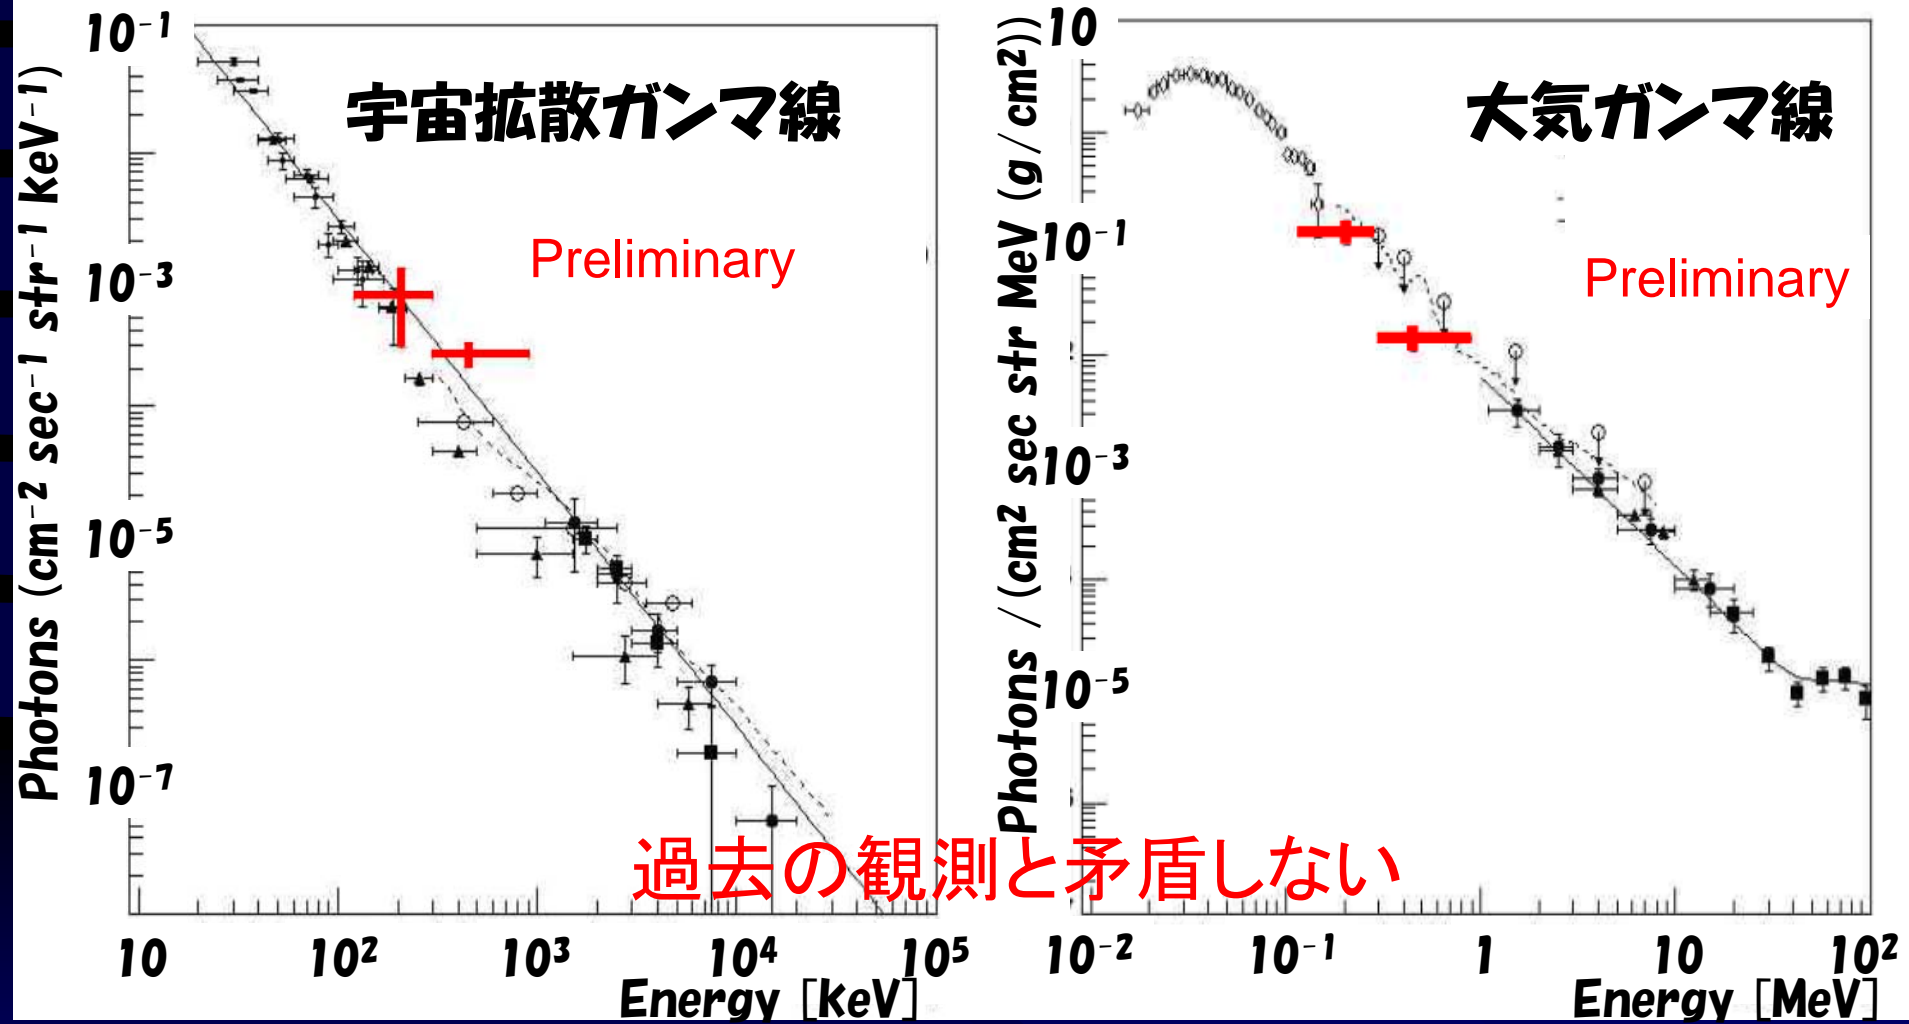 宇宙拡散ガンマ線
Preliminary
Photons (cm⁻² sec⁻¹ str⁻¹ keV⁻¹)
10⁻¹
10⁻³
10⁻⁵
10⁻⁷
10 10² 10³ 10⁴ 10⁵
Energy [keV]
大気ガンマ線
Preliminary
Photons / (cm² sec str MeV (g/cm²))
10
10⁻¹
10⁻³
10⁻⁵
10⁻² 10⁻¹ 1 10 10²
Energy [MeV]
過去の観測と矛盾しない